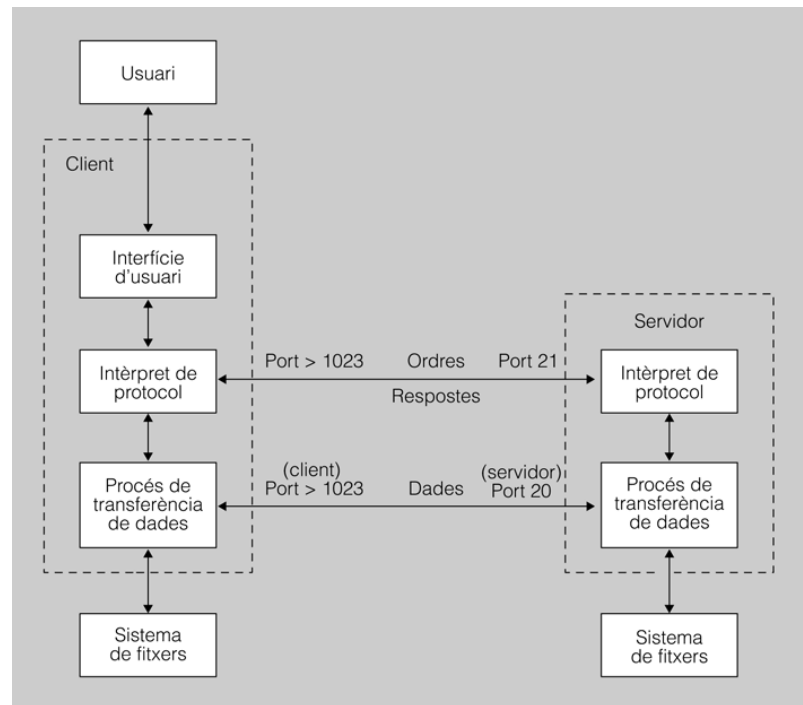 Usuari
Client
Interfície
d'usuari
Servidor
Intèrpret de
protocol
Port > 1023 Ordres Port 21
Respostes
Intèrpret de
protocol
Procés de
transferència
de dades
(client)
Port > 1023
Dades
(servidor)
Port 20
Procés de
transferència
de dades
Sistema
de fitxers
Sistema
de fitxers